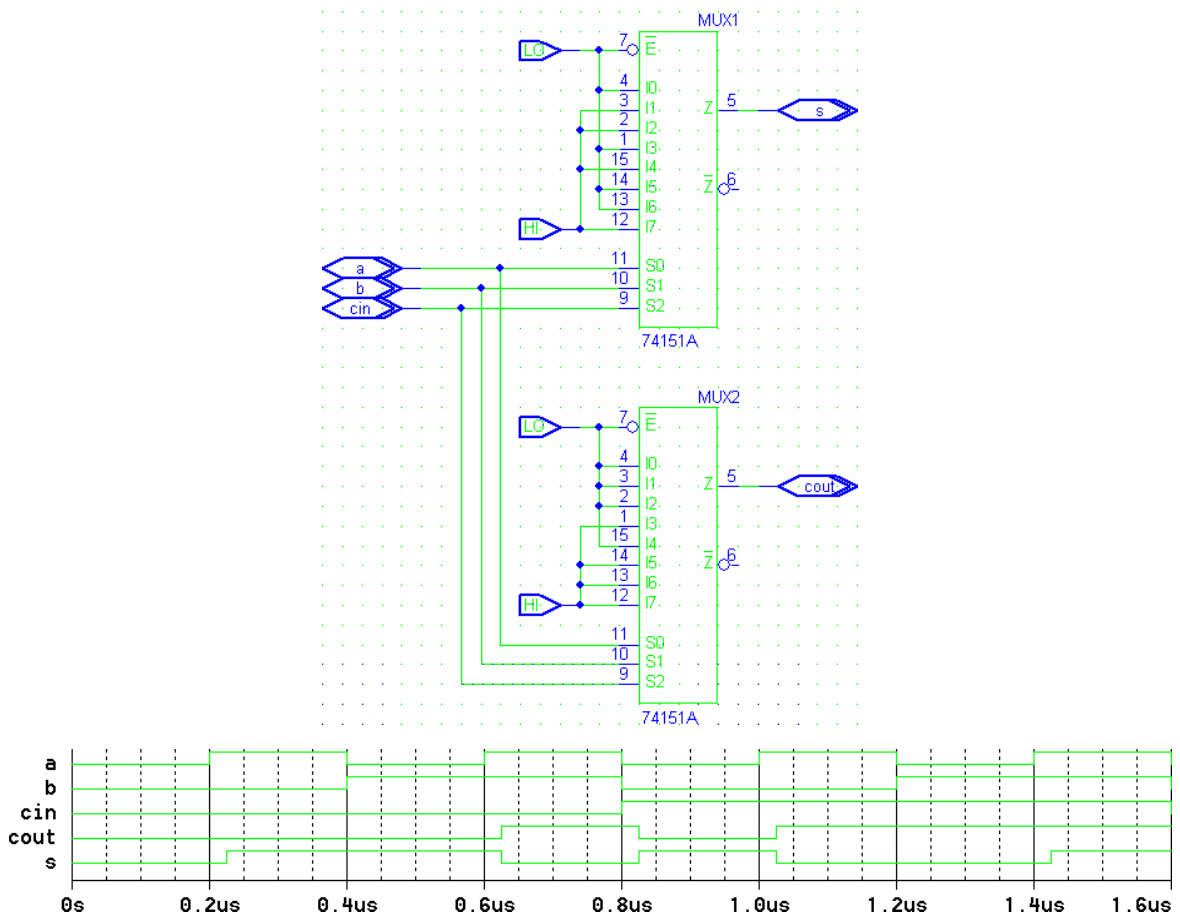 MUX1
LO 7 E
4 I0
3 I1 Z 5 s
2 I2
1 I3
15 I4
14 I5 Z 6
13 I6
HI 12 I7
a 11 S0
b 10 S1
cin 9 S2
74151A
MUX2
LO 7 E
4 I0
3 I1 Z 5 cout
2 I2
1 I3
15 I4
14 I5 Z 6
13 I6
HI 12 I7
11 S0
10 S1
9 S2
74151A
a
b
cin
cout
s
0s 0.2us 0.4us 0.6us 0.8us 1.0us 1.2us 1.4us 1.6us